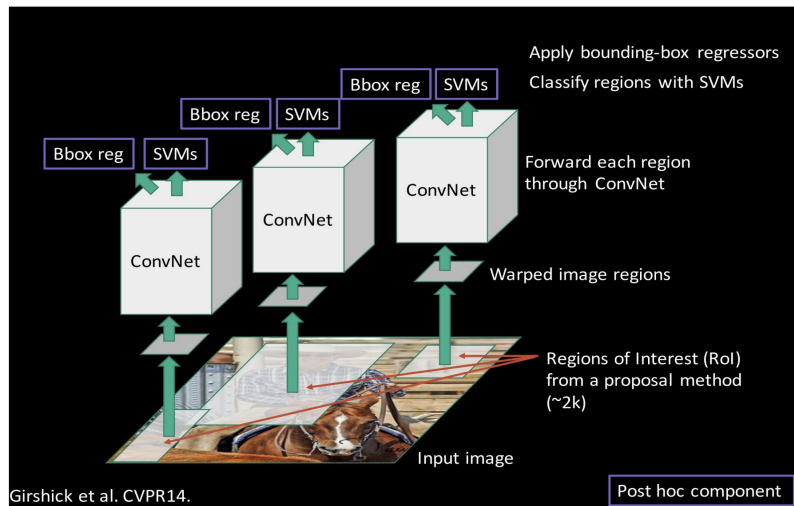 Apply bounding-box regressors
Bbox reg
SVMs
Classify regions with SVMs
Bbox reg
SVMs
Bbox reg
SVMs
Forward each region
through ConvNet
ConvNet
ConvNet
ConvNet
Warped image regions
Regions of Interest (RoI)
from a proposal method
(~2k)
Input image
Girshick et al. CVPR14.
Post hoc component